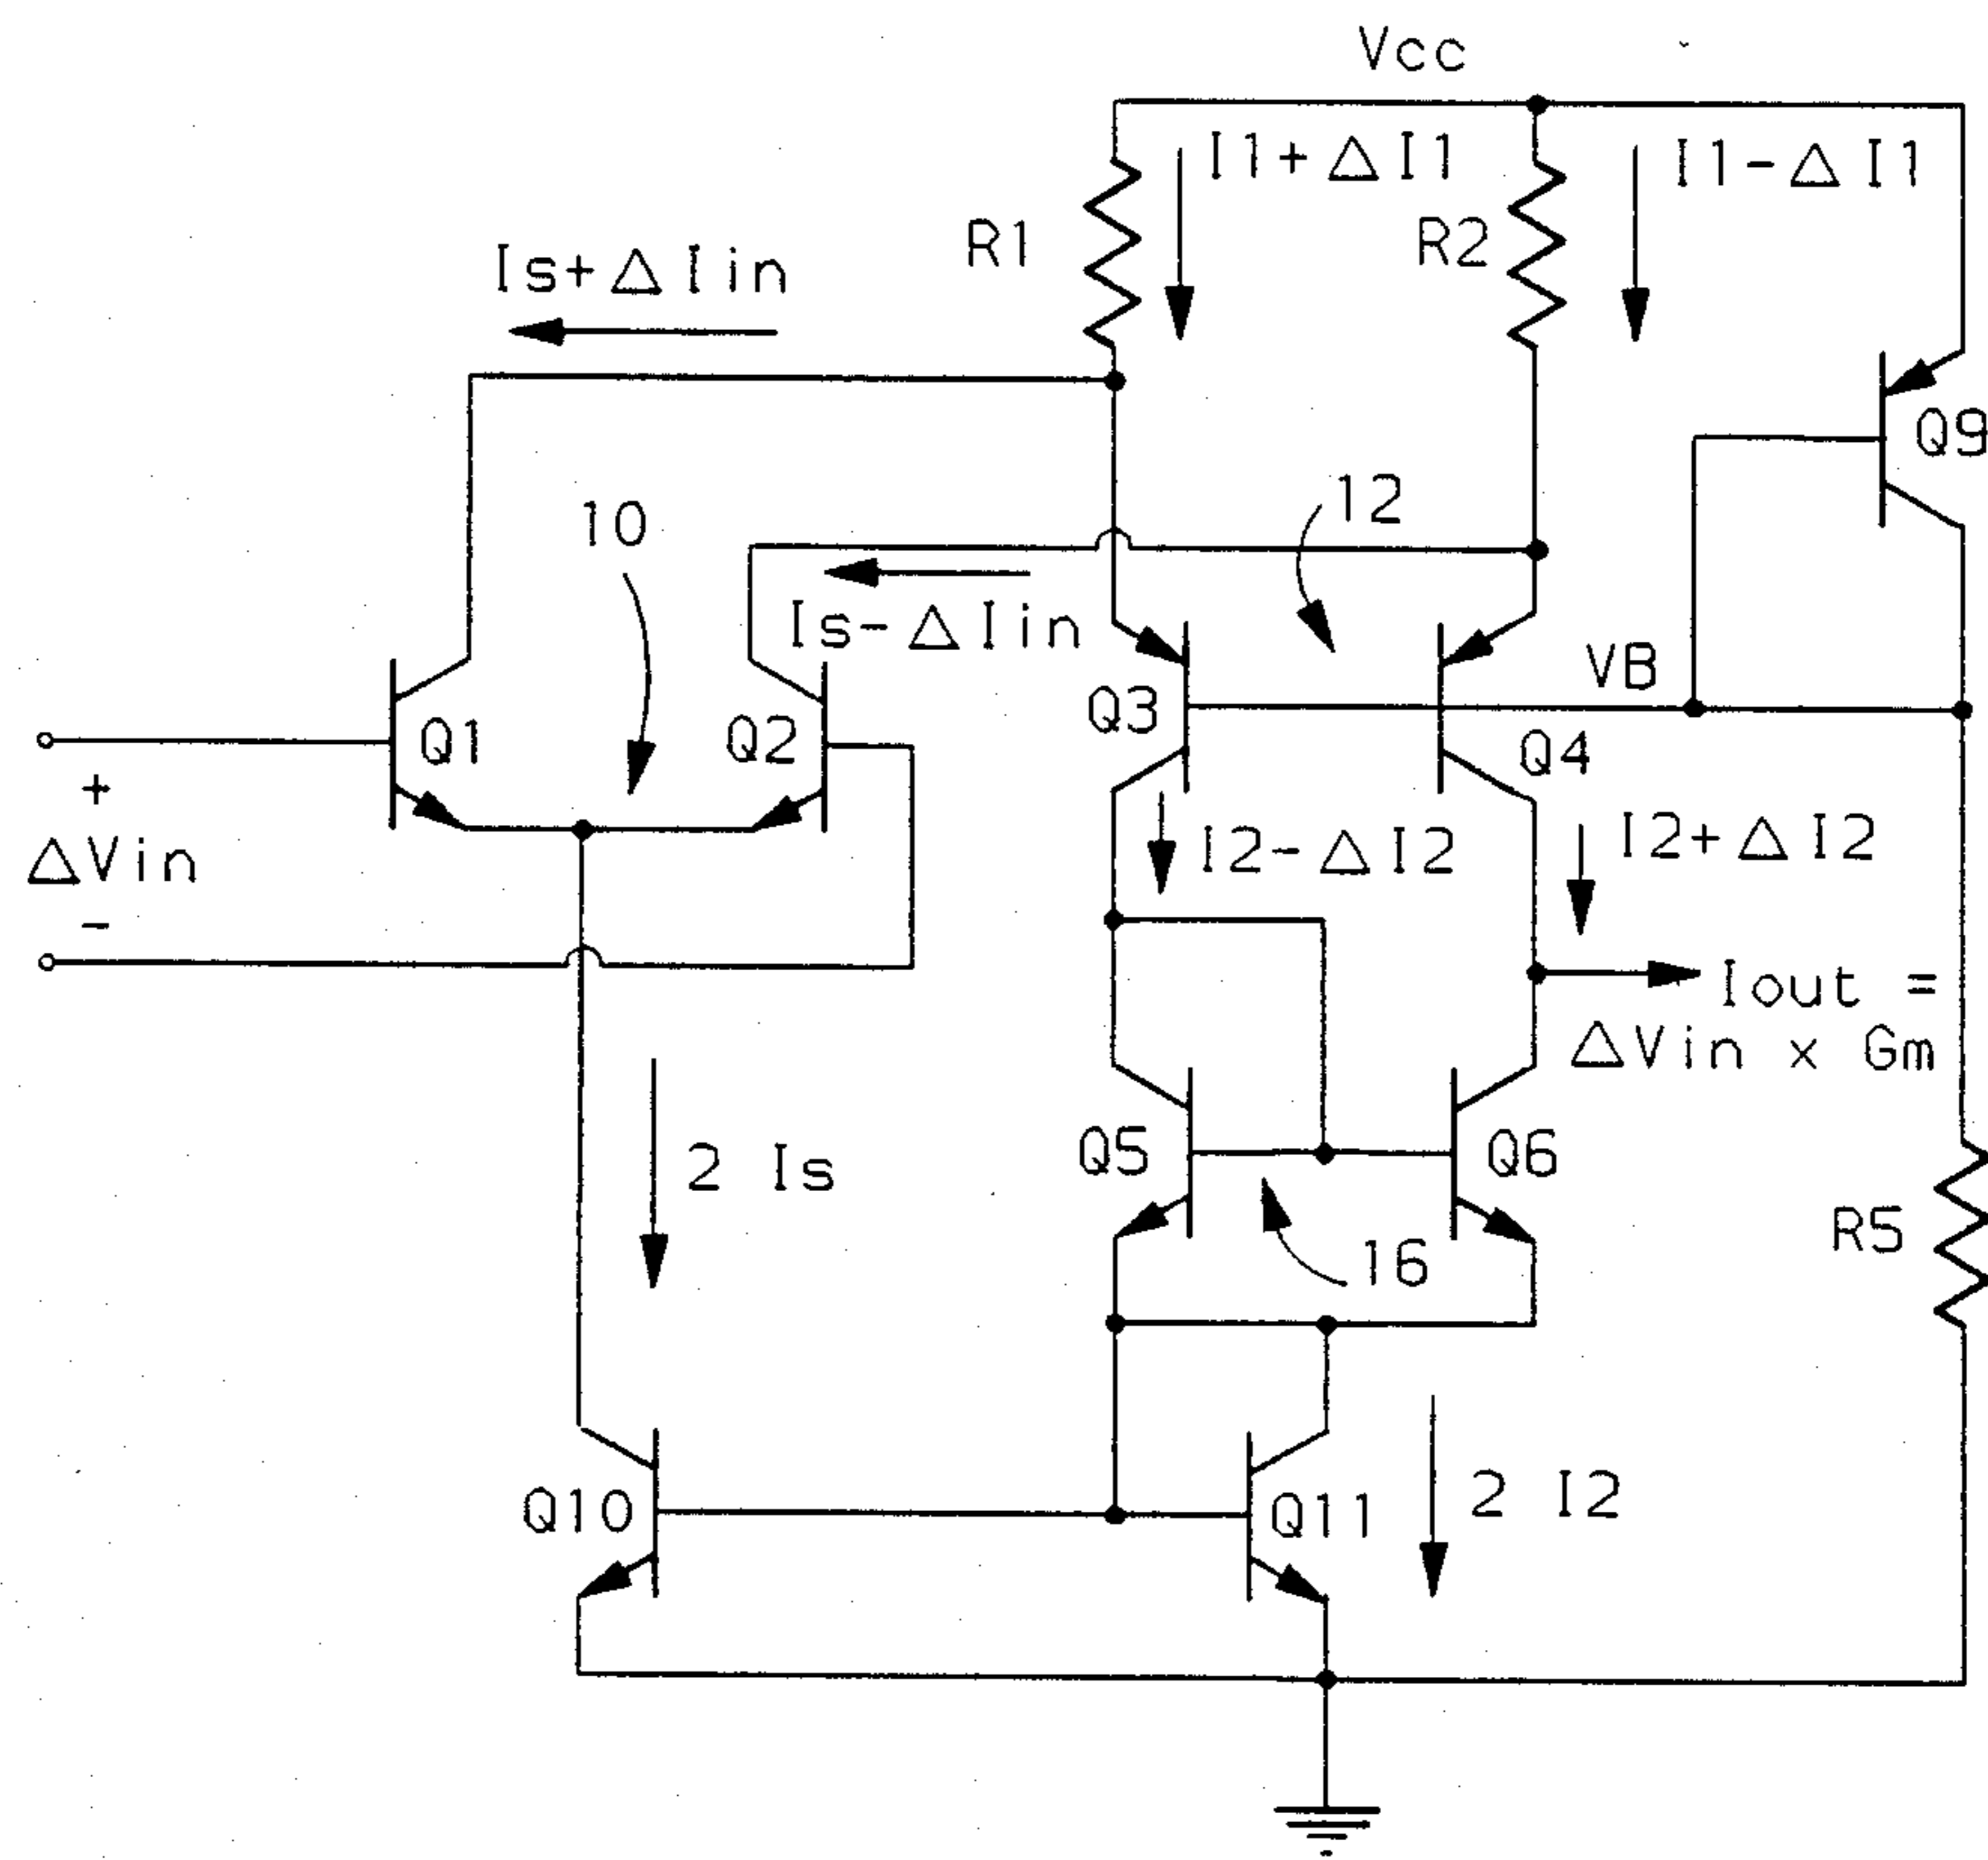 Vcc
I1+ΔI1
I1-ΔI1
R1
R2
Is+ΔIin
Q9
10
12
Is-ΔIin
VB
Q1
Q2
Q3
Q4
+
ΔVin
-
I2-ΔI2
I2+ΔI2
Iout =
ΔVin x Gm
2 Is
Q5
Q6
R5
16
Q10
Q11
2 I2